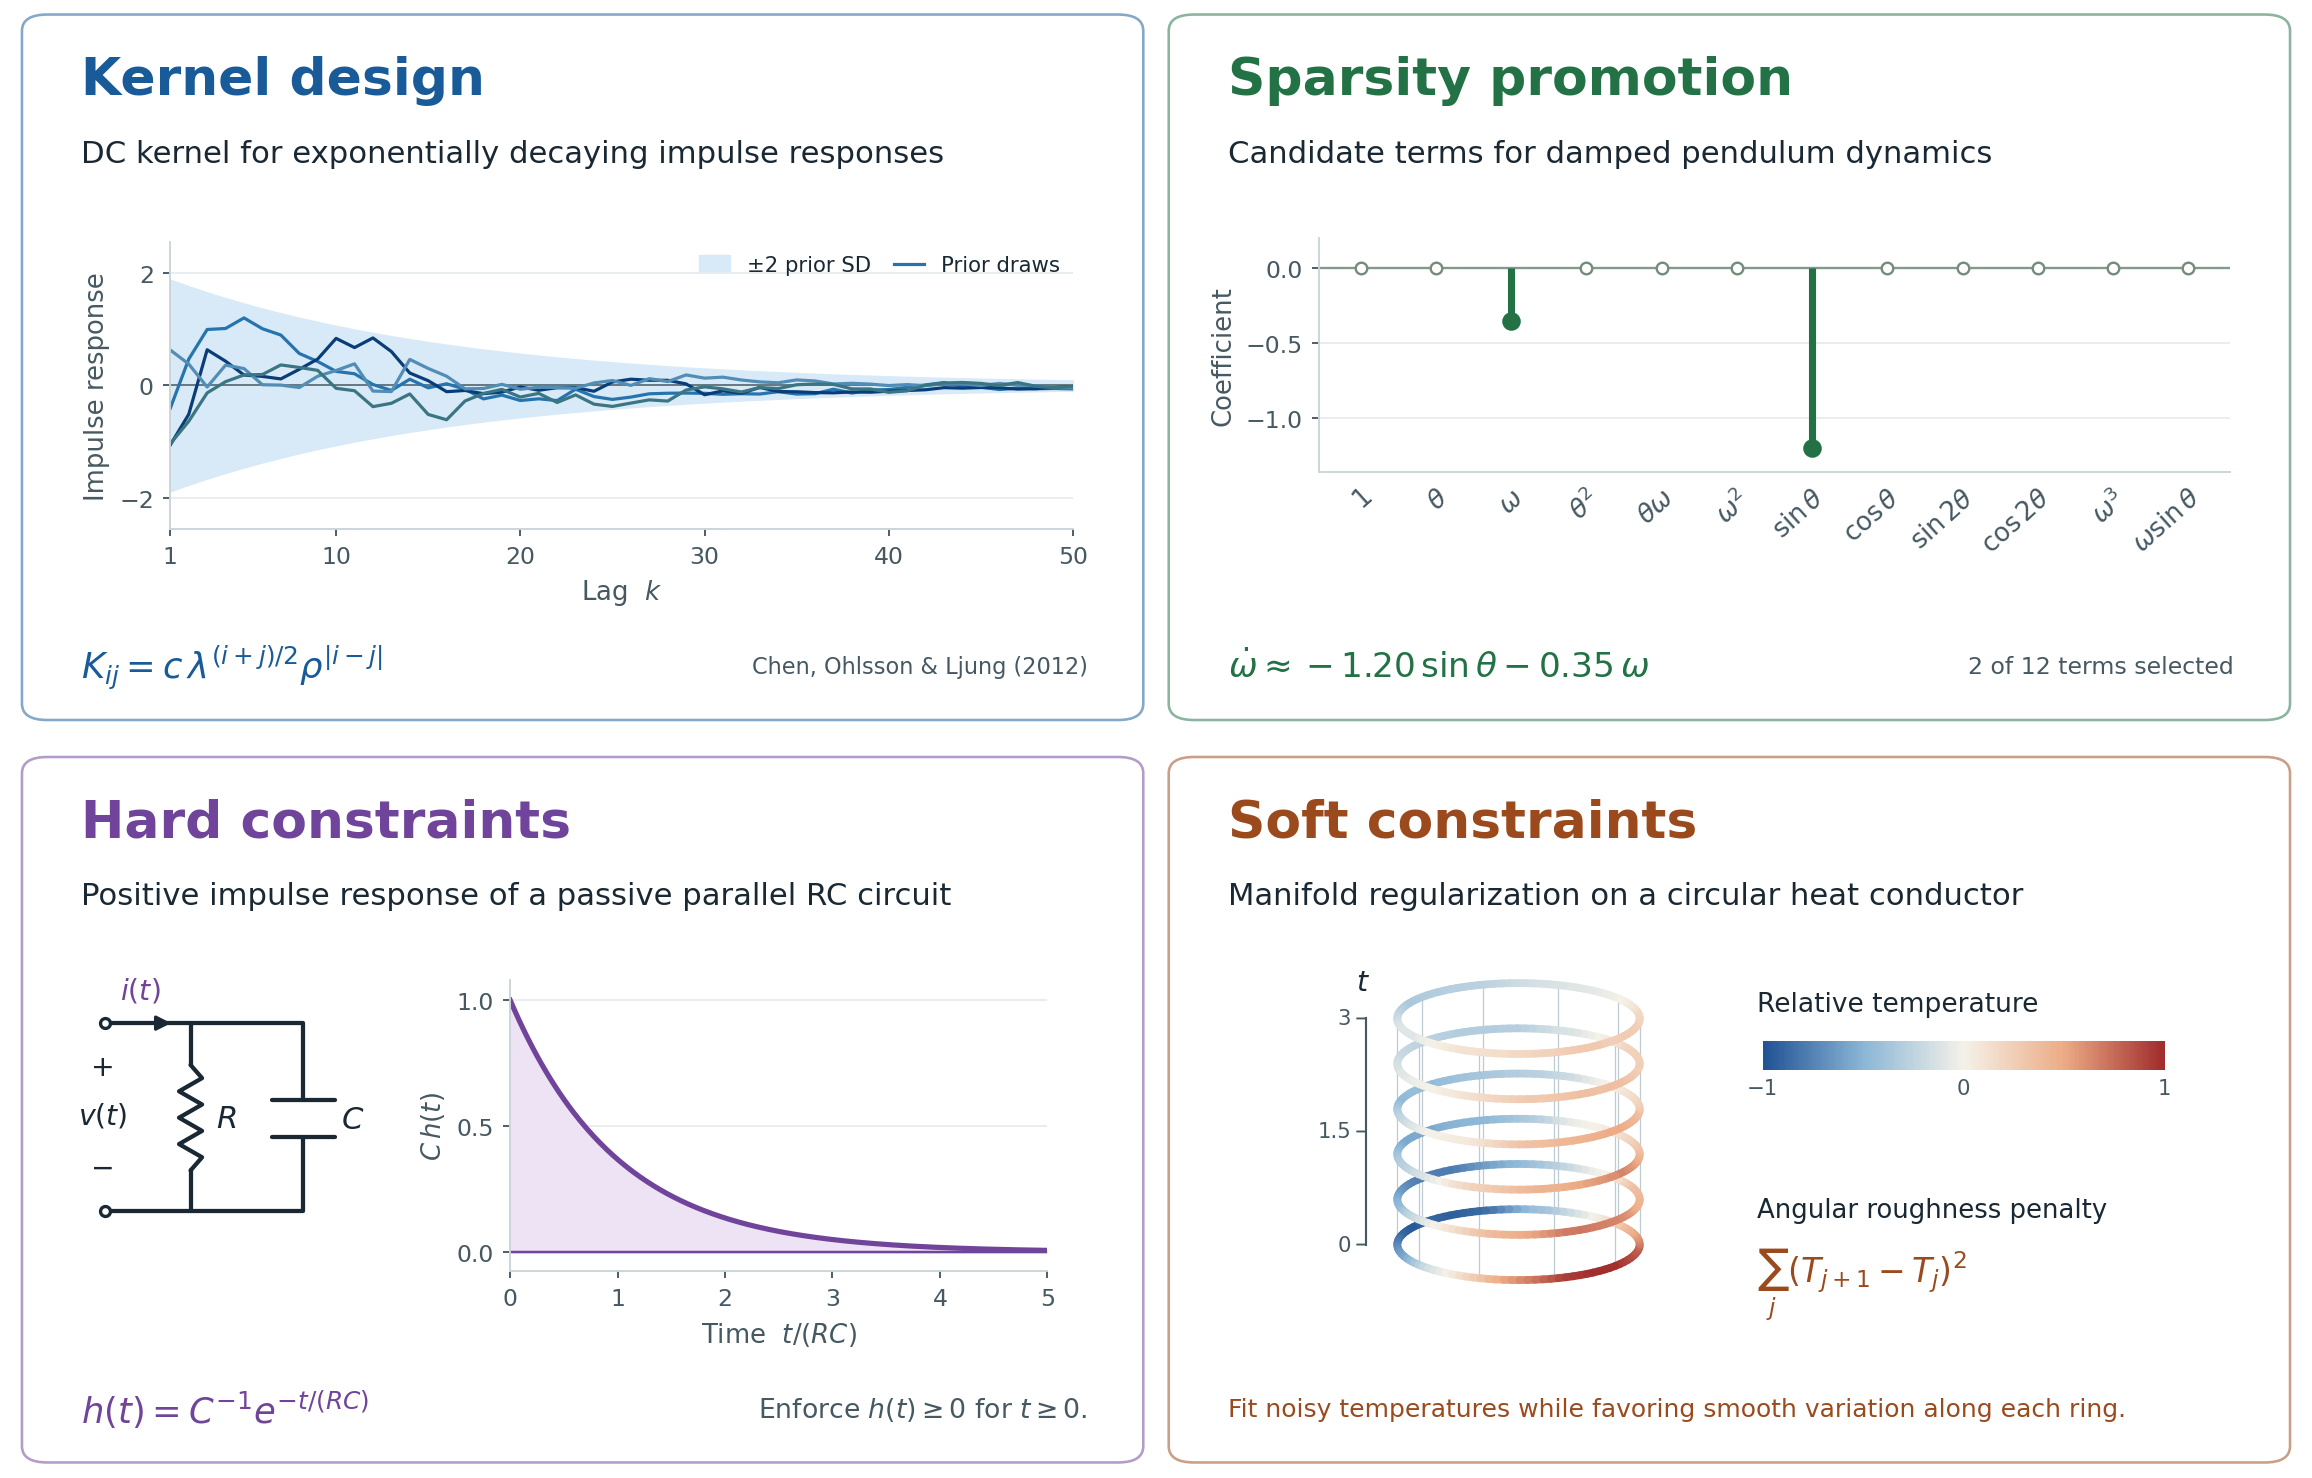 Kernel design
DC kernel for exponentially decaying impulse responses
±2 prior SD
Prior draws
Impulse response
2
0
−2
1 10 20 30 40 50
Lag k
K_{ij} = c λ^{(i+j)/2} ρ^{|i−j|}
Chen, Ohlsson & Ljung (2012)
Sparsity promotion
Candidate terms for damped pendulum dynamics
Coefficient
0.0
−0.5
−1.0
1 θ ω θ² θω ω² sin θ cos θ sin 2θ cos 2θ ω³ ωsin θ
ω̇ ≈ −1.20 sin θ − 0.35 ω
2 of 12 terms selected
Hard constraints
Positive impulse response of a passive parallel RC circuit
i(t)
+
v(t)
−
R
C
C h(t)
1.0
0.5
0.0
0 1 2 3 4 5
Time t/(RC)
h(t) = C^{−1}e^{−t/(RC)}
Enforce h(t) ≥ 0 for t ≥ 0.
Soft constraints
Manifold regularization on a circular heat conductor
t
3
1.5
0
Relative temperature
−1 0 1
Angular roughness penalty
∑_j (T_{j+1} − T_j)²
Fit noisy temperatures while favoring smooth variation along each ring.